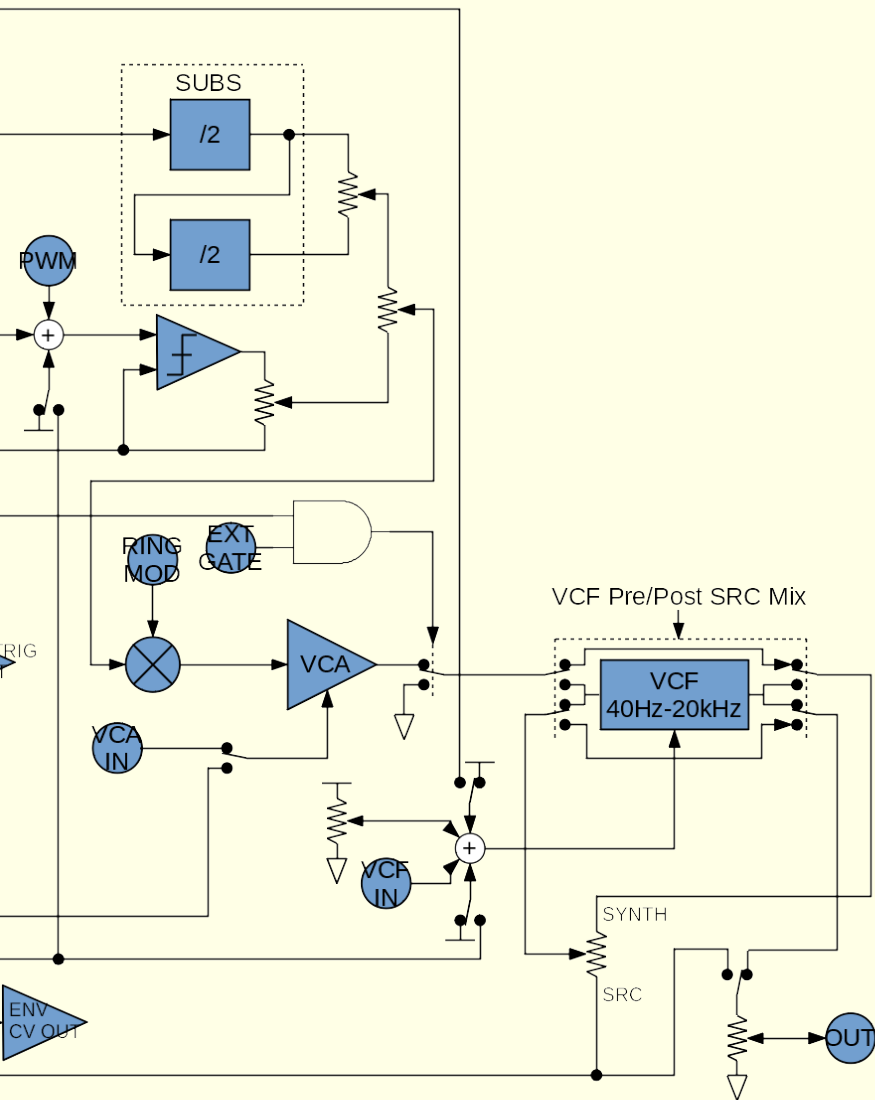 SUBS
/2
/2
PWM
+
RING
MOD
EXT
GATE
VCF Pre/Post SRC Mix
TRIG
VCA
VCF
40Hz-20kHz
VCA
IN
+
VCF
IN
SYNTH
SRC
ENV
CV OUT
OUT